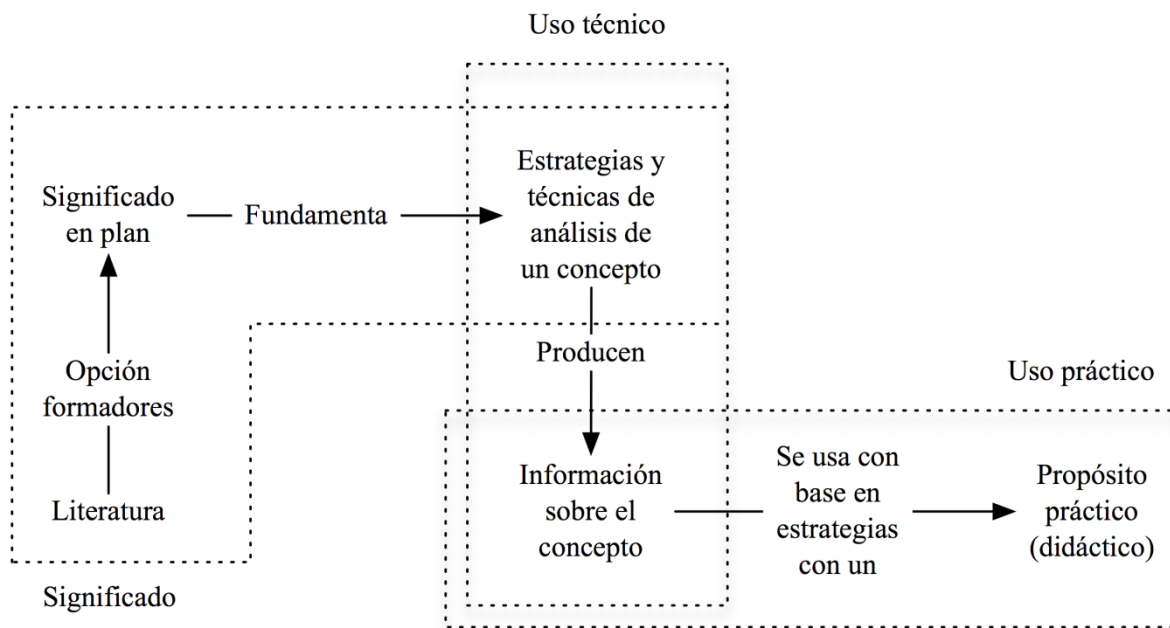 Uso técnico
Significado
en plan
Fundamenta
Estrategias y
técnicas de
análisis de
un concepto
Opción
formadores
Producen
Uso práctico
Literatura
Información
sobre el
concepto
Se usa con
base en
estrategias
con un
Propósito
práctico
(didáctico)
Significado